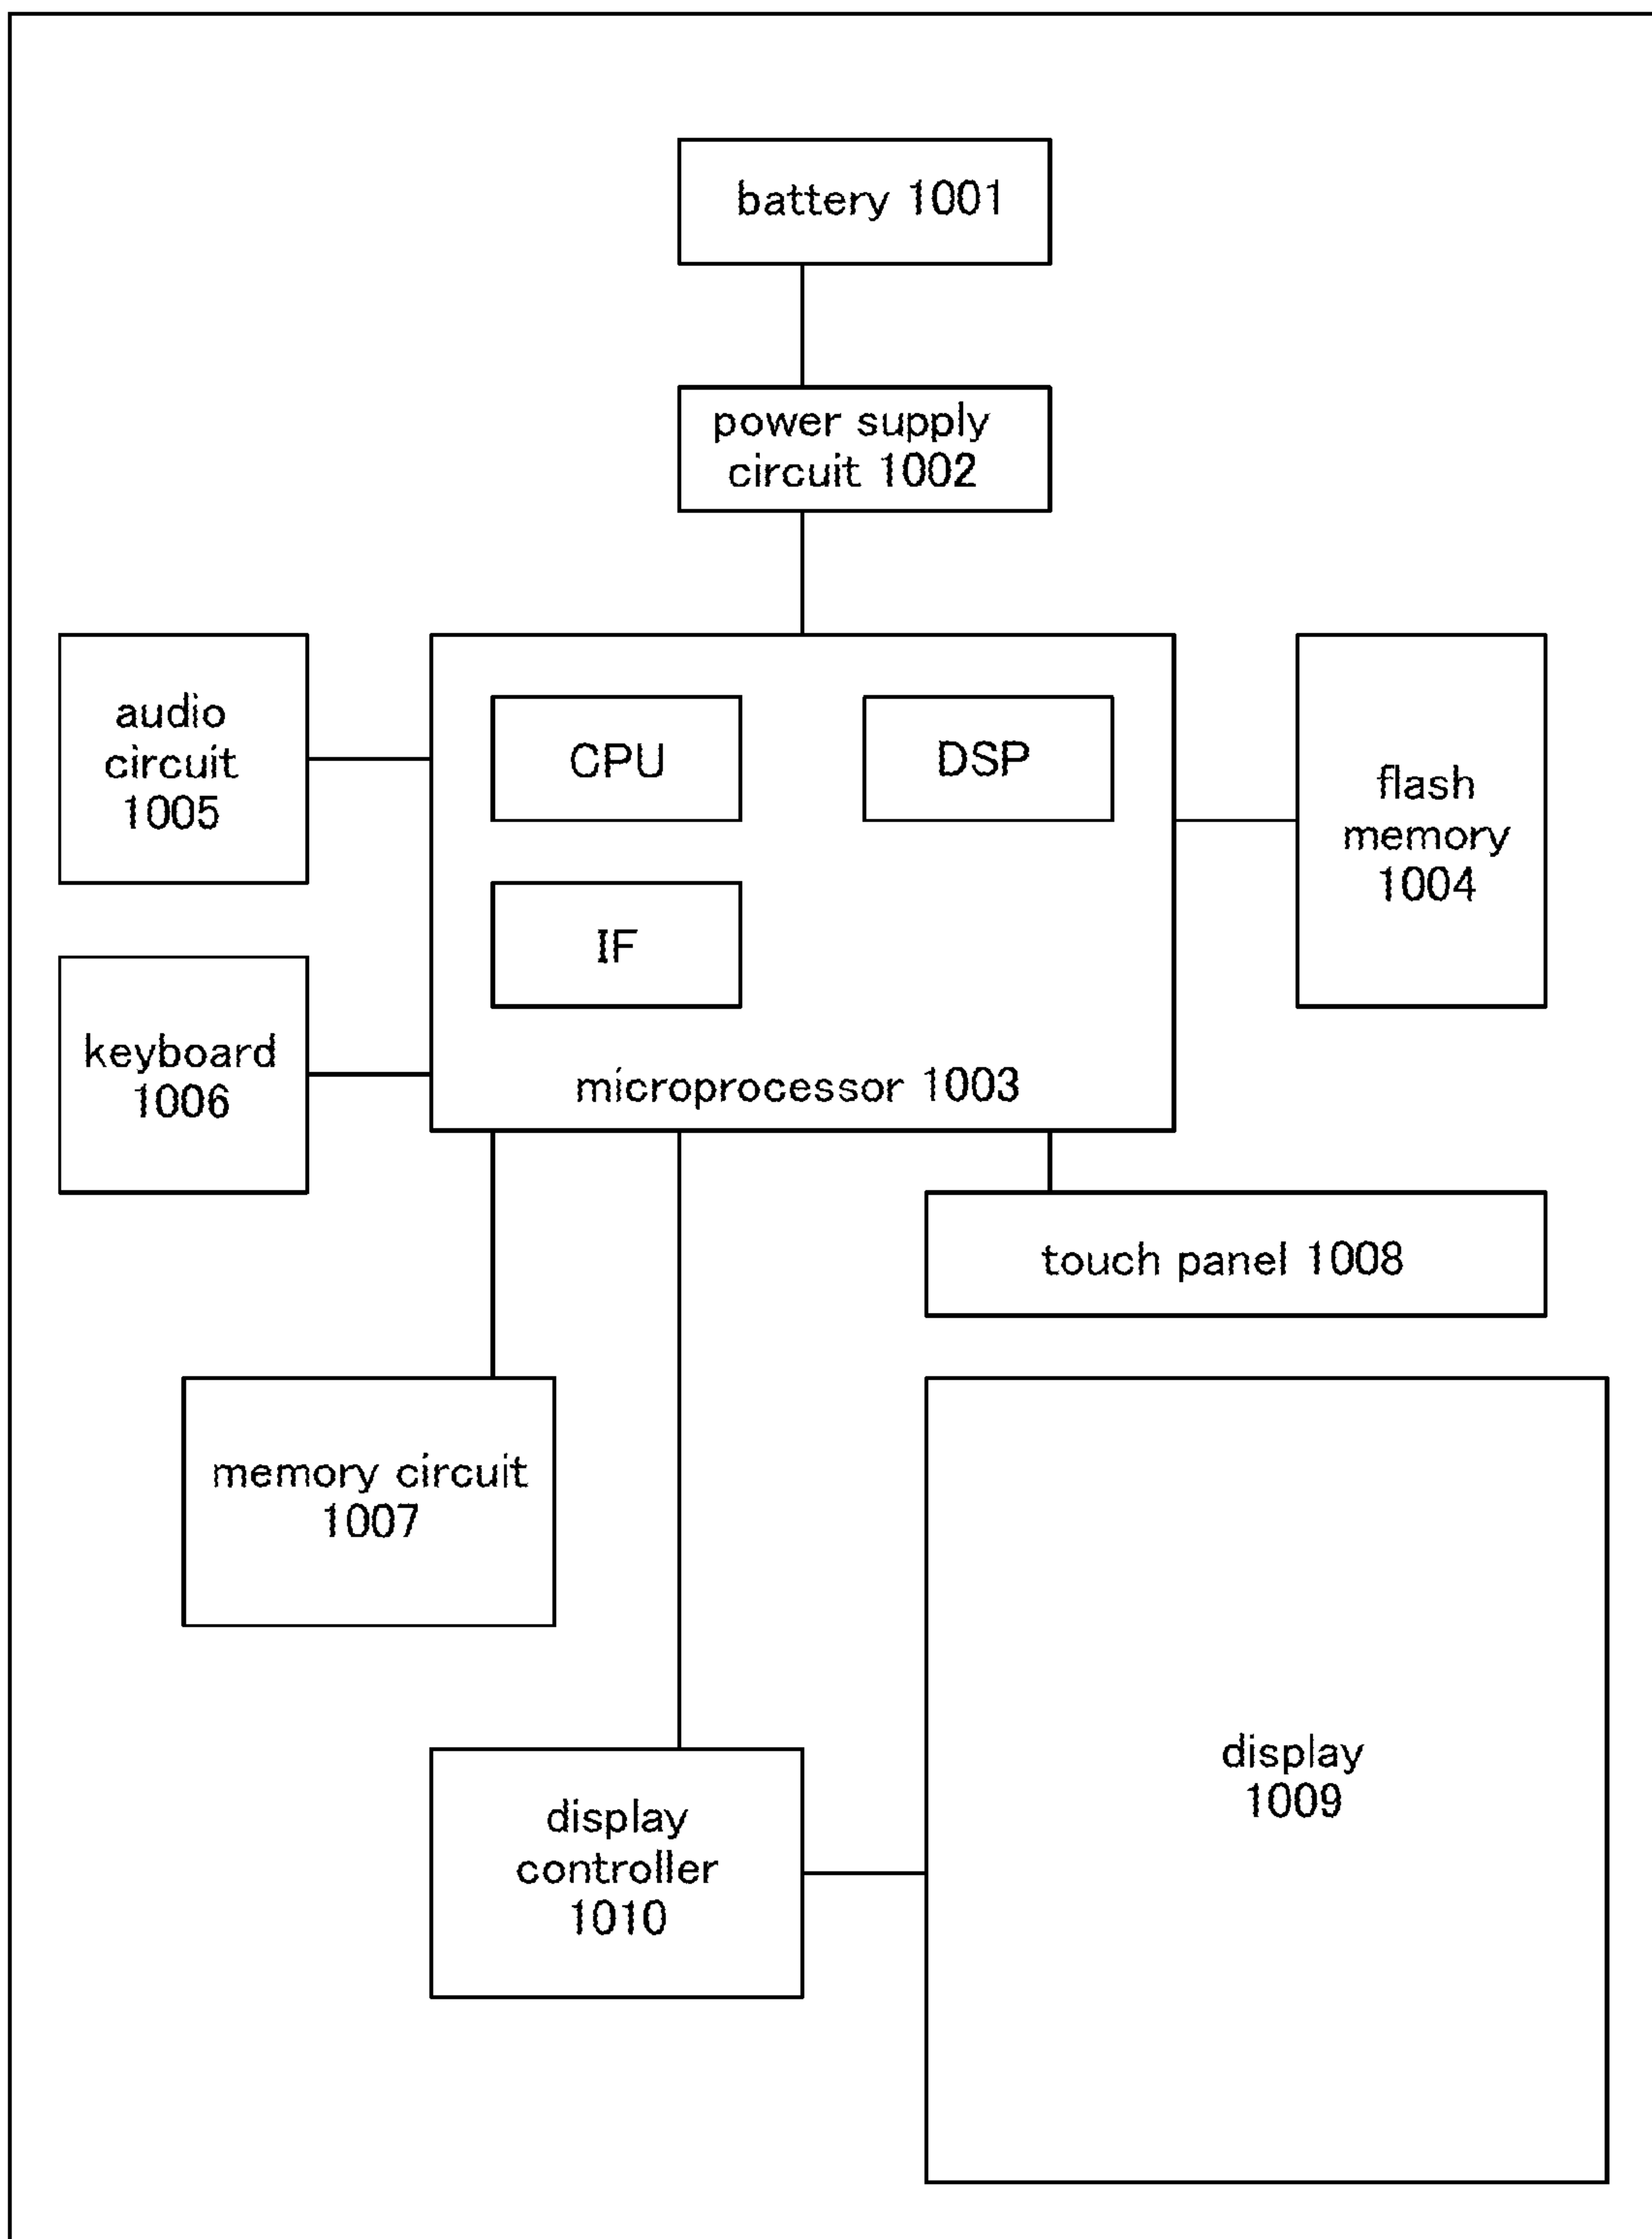 battery 1001
power supply
circuit 1002
audio
circuit
1005
CPU
DSP
flash
memory
1004
IF
keyboard
1006
microprocessor 1003
touch panel 1008
memory circuit
1007
display
1009
display
controller
1010